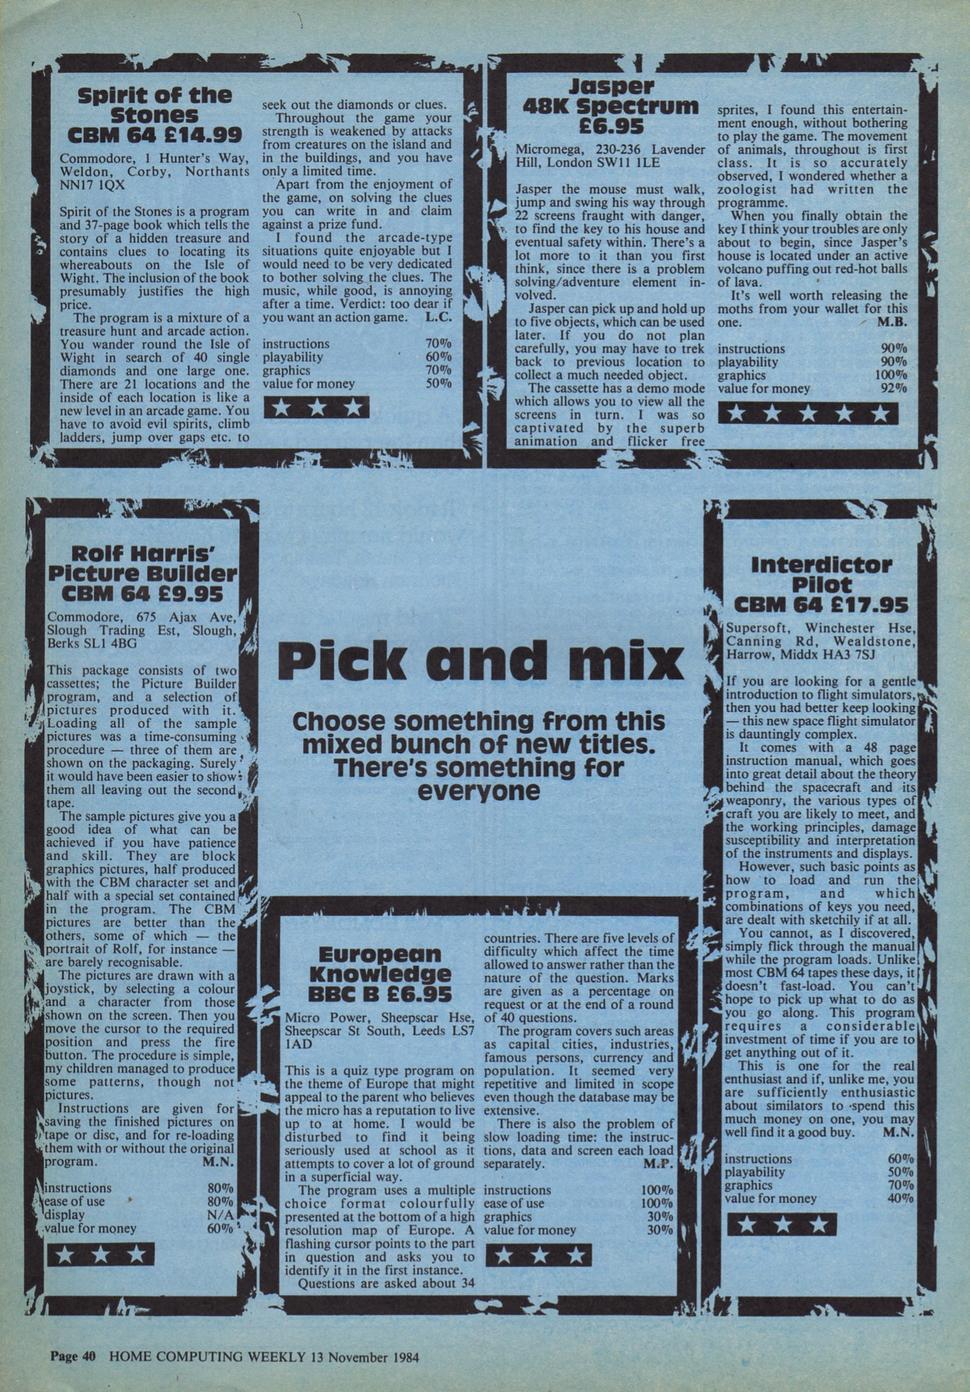 Spirit of the
Stones
CBM 64 £14.99
Commodore, 1 Hunter's Way,
Weldon, Corby, Northants
NN17 1QX
Spirit of the Stones is a program
and 37-page book which tells the
story of a hidden treasure and
contains clues to locating its
whereabouts on the Isle of
Wight. The inclusion of the book
presumably justifies the high
price.
The program is a mixture of a
treasure hunt and arcade action.
You wander round the Isle of
Wight in search of 40 single
diamonds and one large one.
There are 21 locations and the
inside of each location is like a
new level in an arcade game. You
have to avoid evil spirits, climb
ladders, jump over gaps etc. to
seek out the diamonds or clues.
Throughout the game your
strength is weakened by attacks
from creatures on the island and
in the buildings, and you have
only a limited time.
Apart from the enjoyment of
the game, on solving the clues
you can write in and claim
against a prize fund.
I found the arcade-type
situations quite enjoyable but I
would need to be very dedicated
to bother solving the clues. The
music, while good, is annoying
after a time. Verdict: too dear if
you want an action game. L.C.
instructions 70%
playability 60%
graphics 70%
value for money 50%
Jasper
48K Spectrum
£6.95
Micromega, 230-236 Lavender
Hill, London SW11 1LE
Jasper the mouse must walk,
jump and swing his way through
22 screens fraught with danger,
to find the key to his house and
eventual safety within. There's a
lot more to it than you first
think, since there is a problem
solving/adventure element in-
volved.
Jasper can pick up and hold up
to five objects, which can be used
later. If you do not plan
carefully, you may have to trek
back to previous location to
collect a much needed object.
The cassette has a demo mode
which allows you to view all the
screens in turn. I was so
captivated by the superb
animation and flicker free
sprites, I found this entertain-
ment enough, without bothering
to play the game. The movement
of animals, throughout is first
class. It is so accurately
observed, I wondered whether a
zoologist had written the
programme.
When you finally obtain the
key I think your troubles are only
about to begin, since Jasper's
house is located under an active
volcano puffing out red-hot balls
of lava.
It's well worth releasing the
moths from your wallet for this
one. M.B.
instructions 90%
playability 90%
graphics 100%
value for money 92%
Rolf Harris'
Picture Builder
CBM 64 £9.95
Commodore, 675 Ajax Ave,
Slough Trading Est, Slough,
Berks SL1 4BG
This package consists of two
cassettes; the Picture Builder
program, and a selection of
pictures produced with it.
Loading all of the sample
pictures was a time-consuming
procedure — three of them are
shown on the packaging. Surely
it would have been easier to show
them all leaving out the second
tape.
The sample pictures give you a
good idea of what can be
achieved if you have patience
and skill. They are block
graphics pictures, half produced
with the CBM character set and
half with a special set contained
in the program. The CBM
pictures are better than the
others, some of which — the
portrait of Rolf, for instance —
are barely recognisable.
The pictures are drawn with a
joystick, by selecting a colour
and a character from those
shown on the screen. Then you
move the cursor to the required
position and press the fire
button. The procedure is simple,
my children managed to produce
some patterns, though not
pictures.
Instructions are given for
saving the finished pictures on
tape or disc, and for re-loading
them with or without the original
program. M.N.
instructions 80%
ease of use 80%
display N/A
value for money 60%
Pick and mix
Choose something from this
mixed bunch of new titles.
There's something for
everyone
European
Knowledge
BBC B £6.95
Micro Power, Sheepscar Hse,
Sheepscar St South, Leeds LS7
1AD
This is a quiz type program on
the theme of Europe that might
appeal to the parent who believes
the micro has a reputation to live
up to at home. I would be
disturbed to find it being
seriously used at school as it
attempts to cover a lot of ground
in a superficial way.
The program uses a multiple
choice format colourfully
presented at the bottom of a high
resolution map of Europe. A
flashing cursor points to the part
in question and asks you to
identify it in the first instance.
Questions are asked about 34
countries. There are five levels of
difficulty which affect the time
allowed to answer rather than the
nature of the question. Marks
are given as a percentage on
request or at the end of a round
of 40 questions.
The program covers such areas
as capital cities, industries,
famous persons, currency and
population. It seemed very
repetitive and limited in scope
even though the database may be
extensive.
There is also the problem of
slow loading time: the instruc-
tions, data and screen each load
separately. M.P.
instructions 100%
ease of use 100%
graphics 30%
value for money 30%
Interdictor
Pilot
CBM 64 £17.95
Supersoft, Winchester Hse,
Canning Rd, Wealdstone,
Harrow, Middx HA3 7SJ
If you are looking for a gentle
introduction to flight simulators,
then you had better keep looking
— this new space flight simulator
is dauntingly complex.
It comes with a 48 page
instruction manual, which goes
into great detail about the theory
behind the spacecraft and its
weaponry, the various types of
craft you are likely to meet, and
the working principles, damage
susceptibility and interpretation
of the instruments and displays.
However, such basic points as
how to load and run the
program, and which
combinations of keys you need,
are dealt with sketchily if at all.
You cannot, as I discovered,
simply flick through the manual
while the program loads. Unlike
most CBM 64 tapes these days, it
doesn't fast-load. You can't
hope to pick up what to do as
you go along. This program
requires a considerable
investment of time if you are to
get anything out of it.
This is one for the real
enthusiast and if, unlike me, you
are sufficiently enthusiastic
about similators to spend this
much money on one, you may
well find it a good buy. M.N.
instructions 60%
playability 50%
graphics 70%
value for money 40%
Page 40 HOME COMPUTING WEEKLY 13 November 1984